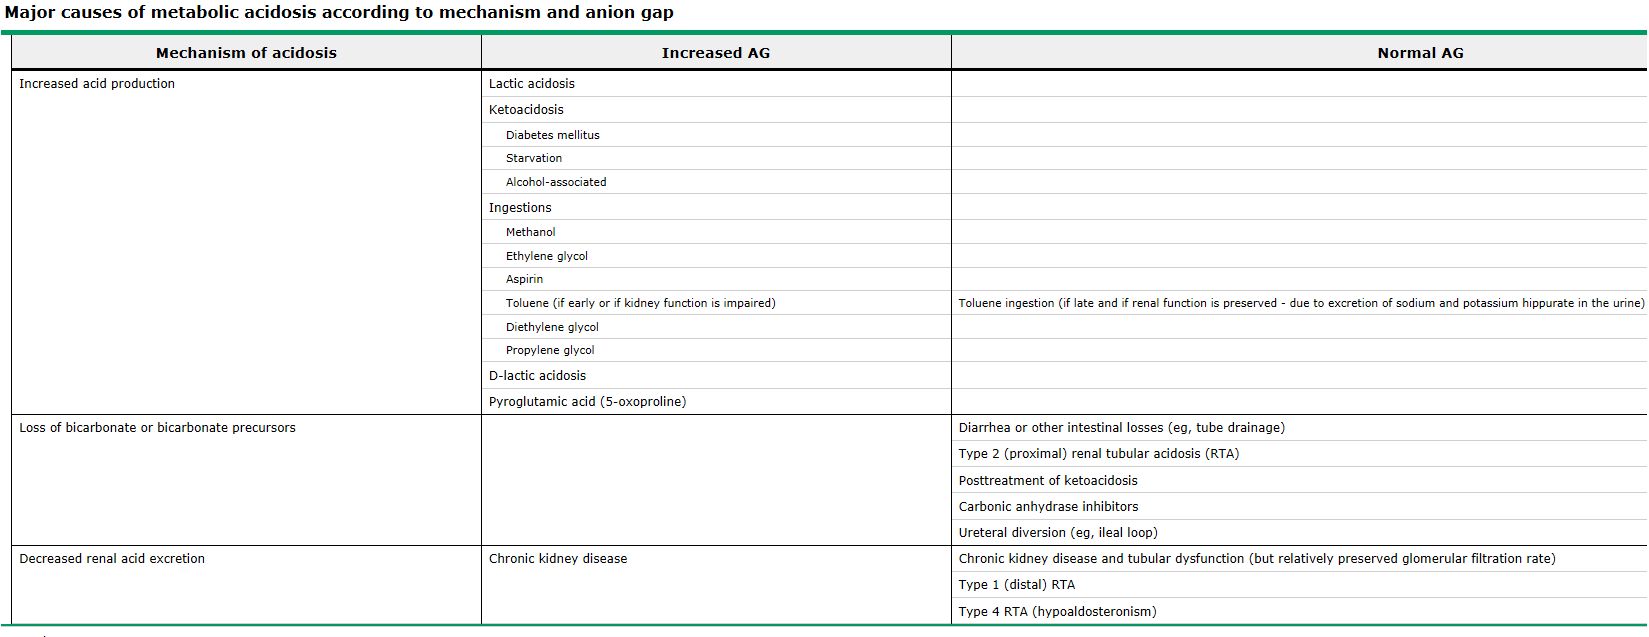 Major causes of metabolic acidosis according to mechanism and anion gap
Mechanism of acidosis Increased AG Normal AG
Increased acid production Lactic acidosis
Ketoacidosis
Diabetes mellitus
Starvation
Alcohol-associated
Ingestions
Methanol
Ethylene glycol
Aspirin
Toluene (if early or if kidney function is impaired) Toluene ingestion (if late and if renal function is preserved - due to excretion of sodium and potassium hippurate in the urine)
Diethylene glycol
Propylene glycol
D-lactic acidosis
Pyroglutamic acid (5-oxoproline)
Loss of bicarbonate or bicarbonate precursors Diarrhea or other intestinal losses (eg, tube drainage)
Type 2 (proximal) renal tubular acidosis (RTA)
Posttreatment of ketoacidosis
Carbonic anhydrase inhibitors
Ureteral diversion (eg, ileal loop)
Decreased renal acid excretion Chronic kidney disease Chronic kidney disease and tubular dysfunction (but relatively preserved glomerular filtration rate)
Type 1 (distal) RTA
Type 4 RTA (hypoaldosteronism)